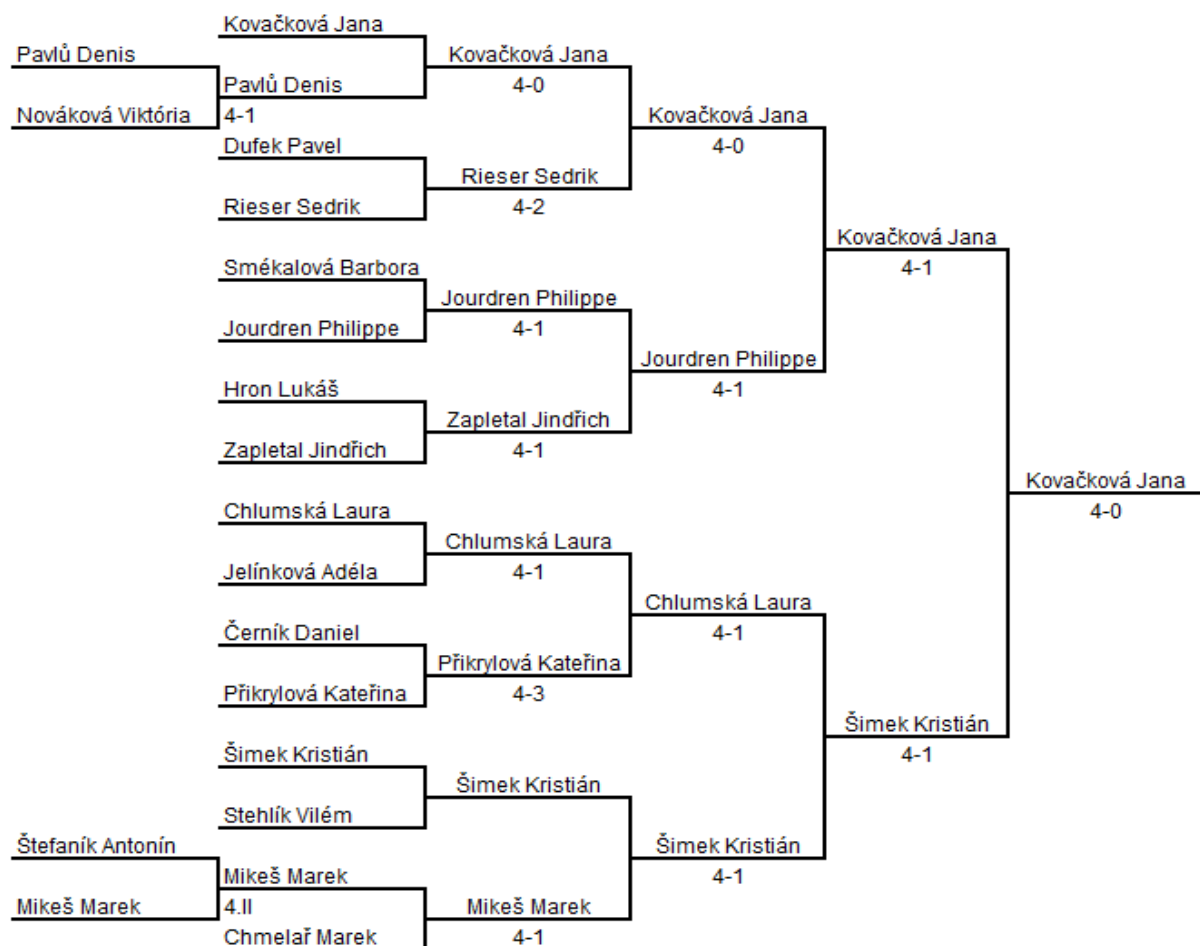 Kovačková Jana
Pavlů Denis
Kovačková Jana
Pavlů Denis
4-0
Nováková Viktória
4-1
Kovačková Jana
Dufek Pavel
4-0
Rieser Sedrik
Rieser Sedrik
4-2
Kovačková Jana
Smékalová Barbora
4-1
Jourdren Philippe
Jourdren Philippe
4-1
Jourdren Philippe
Hron Lukáš
4-1
Zapletal Jindřich
Zapletal Jindřich
4-1
Kovačková Jana
Chlumská Laura
4-0
Chlumská Laura
Jelínková Adéla
4-1
Chlumská Laura
Černík Daniel
4-1
Přikrylová Kateřina
Přikrylová Kateřina
4-3
Šimek Kristián
Šimek Kristián
4-1
Šimek Kristián
Stehlík Vilém
Štefaník Antonín
Šimek Kristián
Mikeš Marek
4-1
Mikeš Marek
4.II
Mikeš Marek
Chmelař Marek
4-1